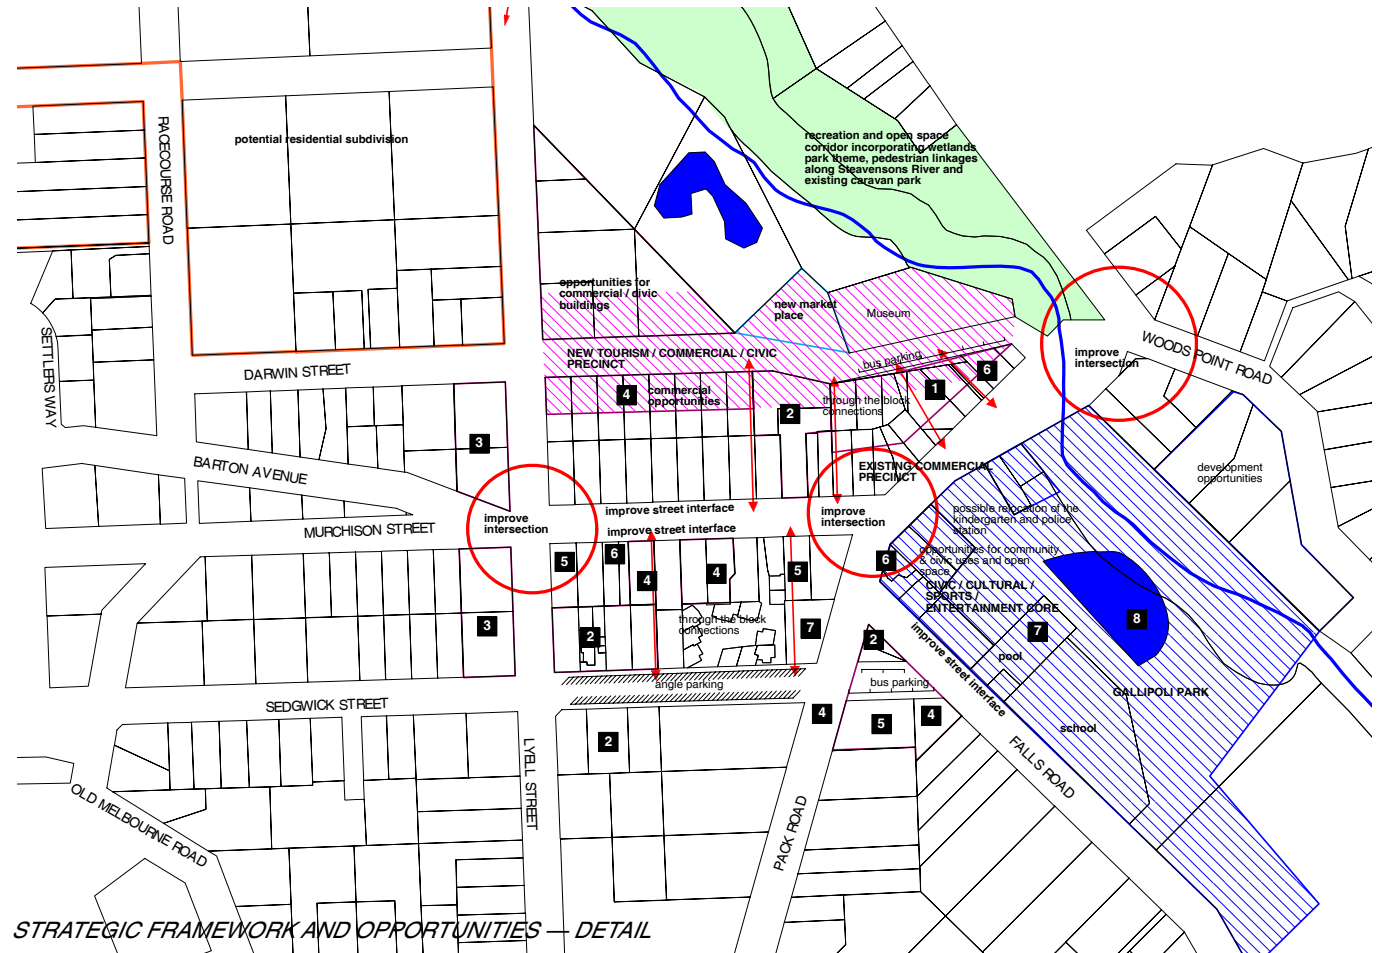 potential residential subdivision
RACECOURSE ROAD
recreation and open space
corridor incorporating wetlands
park theme, pedestrian linkages
along Steavensons River and
existing caravan park
opportunities for
commercial / civic
buildings
new market
place
Museum
SETTLERS WAY
NEW TOURISM / COMMERCIAL / CIVIC
PRECINCT
bus parking
improve
intersection
WOODS POINT ROAD
DARWIN STREET
4
commercial
opportunities
2
through the block
connections
1
6
3
BARTON AVENUE
EXISTING COMMERCIAL
PRECINCT
development
opportunities
MURCHISON STREET
improve
intersection
improve street interface
improve street interface
improve
intersection
possible relocation of the
kindergarten and police
station
5
6
4
4
5
6
opportunities for community
& civic uses and open
space
CIVIC / CULTURAL /
SPORTS /
ENTERTAINMENT CORE
3
2
through the block
connections
7
2
improve street interface
7
8
pool
angle parking
bus parking
GALLIPOLI PARK
SEDGWICK STREET
4
5
4
school
2
LYELL STREET
FALLS ROAD
OLD MELBOURNE ROAD
PACK ROAD
STRATEGIC FRAMEWORK AND OPPORTUNITIES — DETAIL